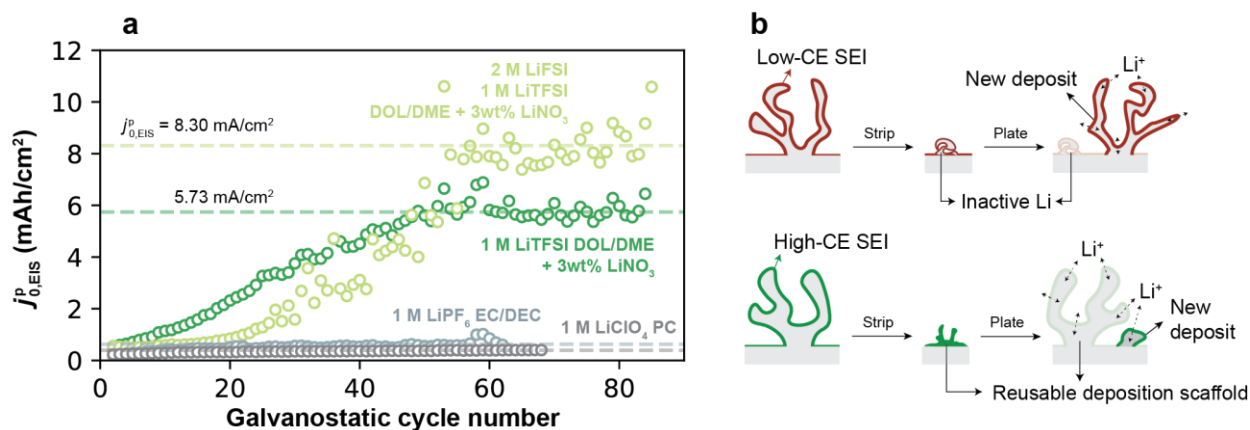 a
12
10
8
6
4
2
0
j^p_0,EIS (mAh/cm²)
2 M LiFSI
1 M LiTFSI
DOL/DME + 3wt% LiNO₃
j^p_0,EIS = 8.30 mA/cm²
5.73 mA/cm²
1 M LiTFSI DOL/DME
+ 3wt% LiNO₃
1 M LiPF₆ EC/DEC
1 M LiClO₄ PC
0 20 40 60 80
Galvanostatic cycle number
b
Low-CE SEI
Li⁺
New deposit
Strip
Plate
Inactive Li
High-CE SEI
Li⁺
Li⁺
Strip
Plate
New
deposit
Reusable deposition scaffold